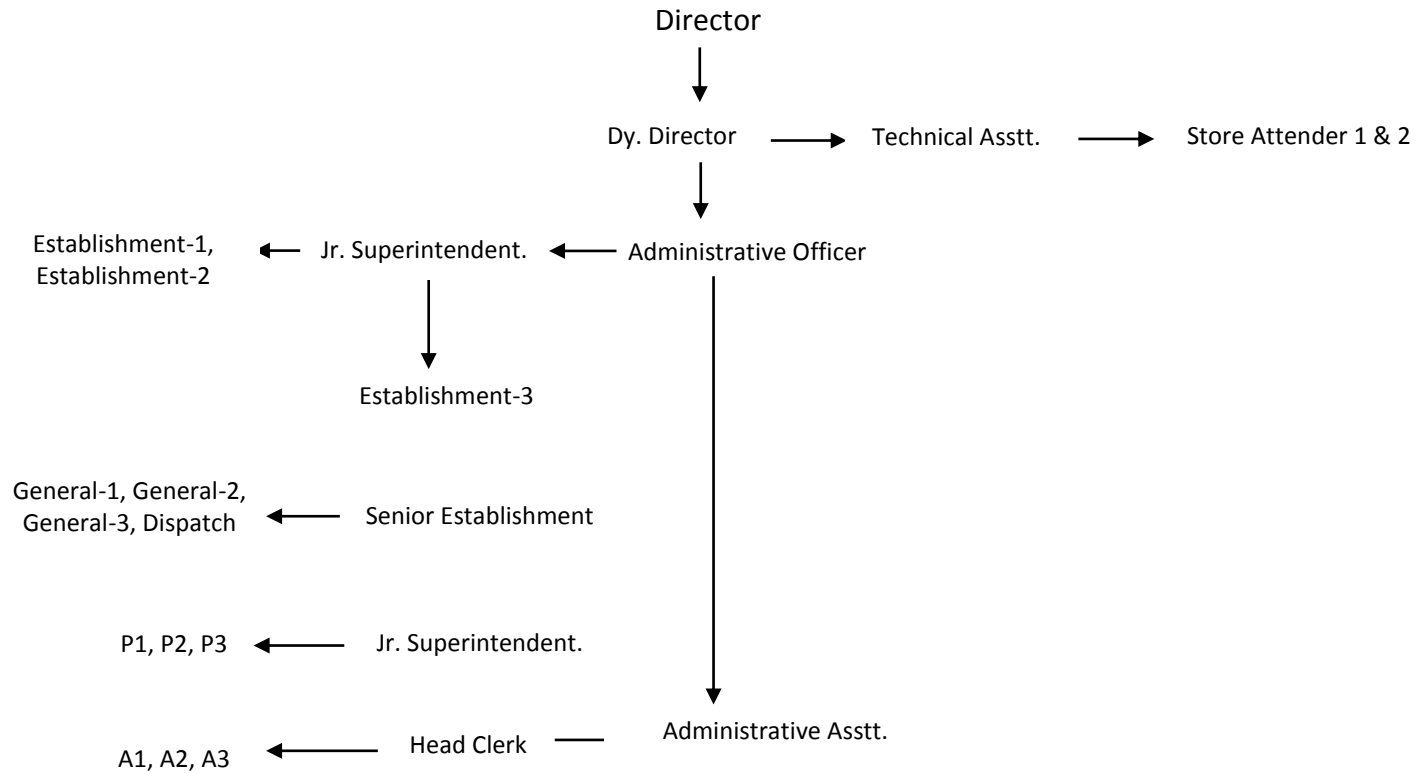 Director
Dy. Director
Technical Asstt.
Store Attender 1 & 2
Establishment-1,
Establishment-2
Jr. Superintendent.
Administrative Officer
Establishment-3
General-1, General-2,
General-3, Dispatch
Senior Establishment
P1, P2, P3
Jr. Superintendent.
A1, A2, A3
Head Clerk
Administrative Asstt.